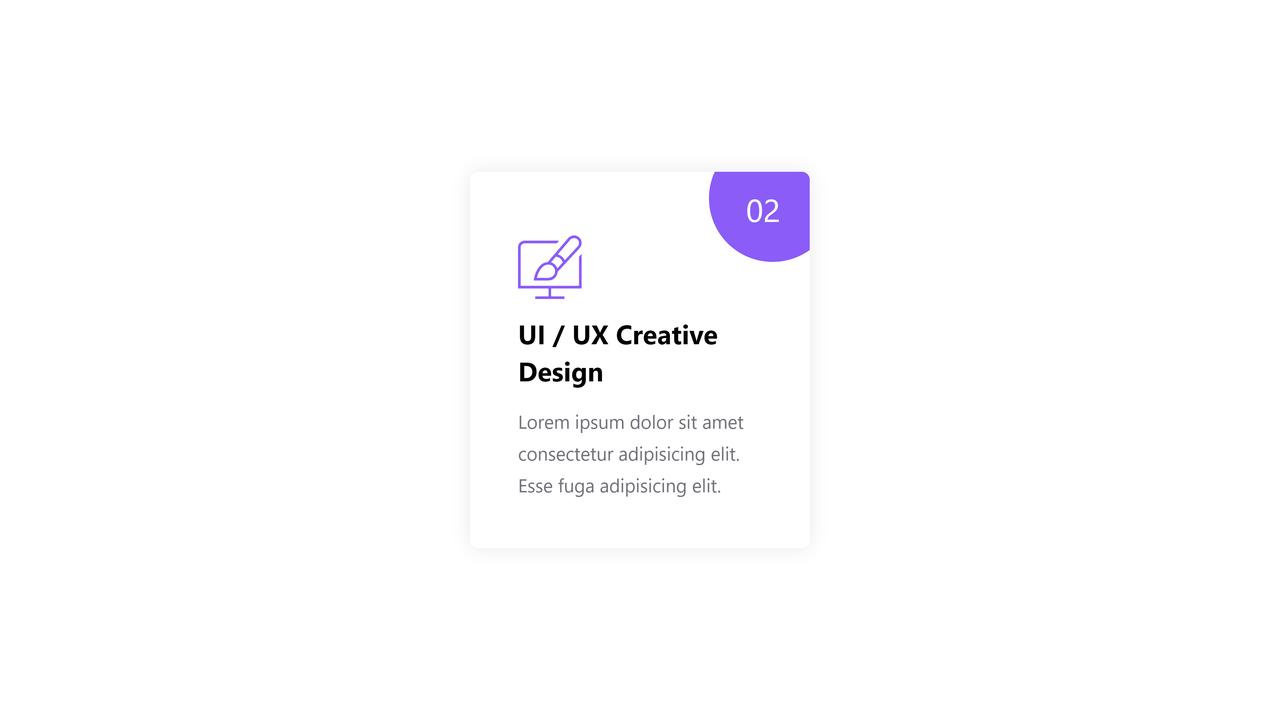 02
UI / UX Creative
Design
Lorem ipsum dolor sit amet
consectetur adipisicing elit.
Esse fuga adipisicing elit.